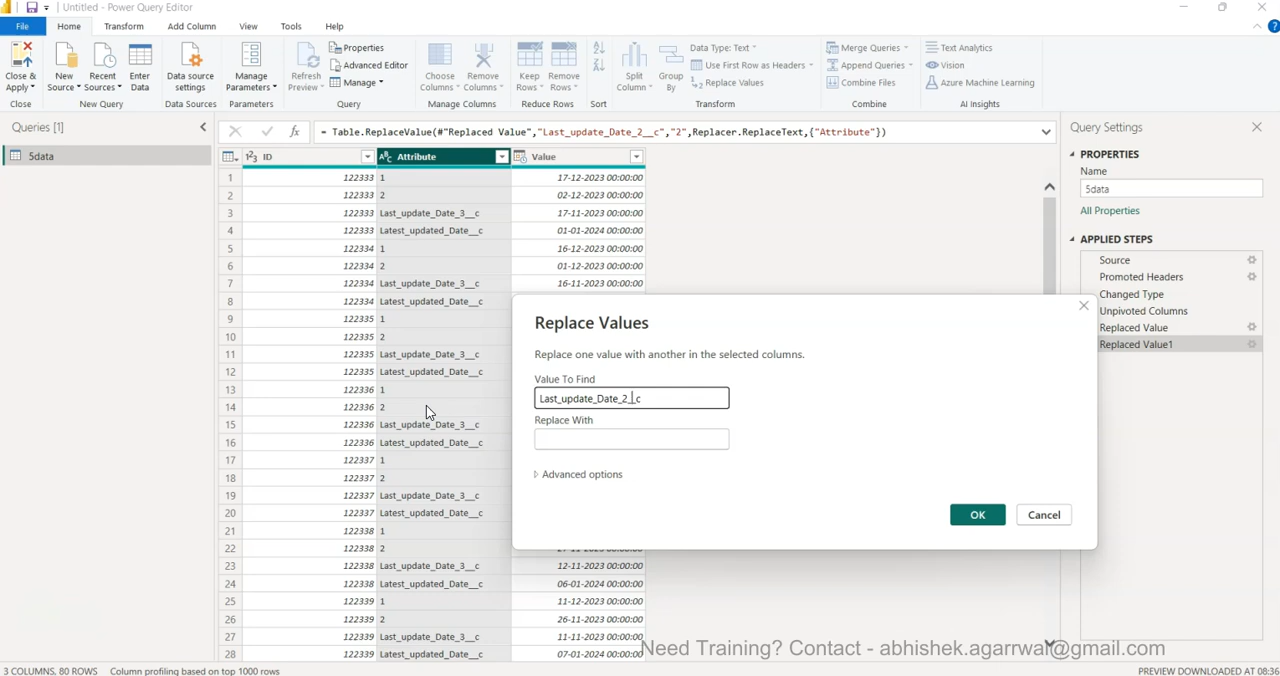 Untitled - Power Query Editor
File Home Transform Add Column View Tools Help
Close & Apply
New Source
Recent Sources
Enter Data
Data source settings
Manage Parameters
Refresh Preview
Properties
Advanced Editor
Manage
Choose Columns
Remove Columns
Keep Rows
Remove Rows
Split Column
Group By
Data Type: Text
Use First Row as Headers
Replace Values
Merge Queries
Append Queries
Combine Files
Text Analytics
Vision
Azure Machine Learning
Close New Query Data Sources Parameters Query Manage Columns Reduce Rows Sort Transform Combine AI Insights
Queries [1]
5data
fx = Table.ReplaceValue(#"Replaced Value","Last_update_Date_2__c","2",Replacer.ReplaceText,{"Attribute"})
123 ID ABC Attribute Value
1 122333 1 17-12-2023 00:00:00
2 122333 2 02-12-2023 00:00:00
3 122333 Last_update_Date_3__c 17-11-2023 00:00:00
4 122333 Latest_updated_Date__c 01-01-2024 00:00:00
5 122334 1 16-12-2023 00:00:00
6 122334 2 01-12-2023 00:00:00
7 122334 Last_update_Date_3__c 16-11-2023 00:00:00
8 122334 Latest_updated_Date__c
9 122335 1
10 122335 2
11 122335 Last_update_Date_3__c
12 122335 Latest_updated_Date__c
13 122336 1
14 122336 2
15 122336 Last_update_Date_3__c
16 122336 Latest_updated_Date__c
17 122337 1
18 122337 2
19 122337 Last_update_Date_3__c
20 122337 Latest_updated_Date__c
21 122338 1
22 122338 2 27-11-2023 00:00:00
23 122338 Last_update_Date_3__c 12-11-2023 00:00:00
24 122338 Latest_updated_Date__c 06-01-2024 00:00:00
25 122339 1 11-12-2023 00:00:00
26 122339 2 26-11-2023 00:00:00
27 122339 Last_update_Date_3__c 11-11-2023 00:00:00
28 122339 Latest_updated_Date__c 07-01-2024 00:00:00
Replace Values
Replace one value with another in the selected columns.
Value To Find
Last_update_Date_2__c
Replace With
Advanced options
OK Cancel
Query Settings
PROPERTIES
Name
5data
All Properties
APPLIED STEPS
Source
Promoted Headers
Changed Type
Unpivoted Columns
Replaced Value
Replaced Value1
Need Training? Contact - abhishek.agarrwal@gmail.com
3 COLUMNS, 80 ROWS Column profiling based on top 1000 rows
PREVIEW DOWNLOADED AT 08:36